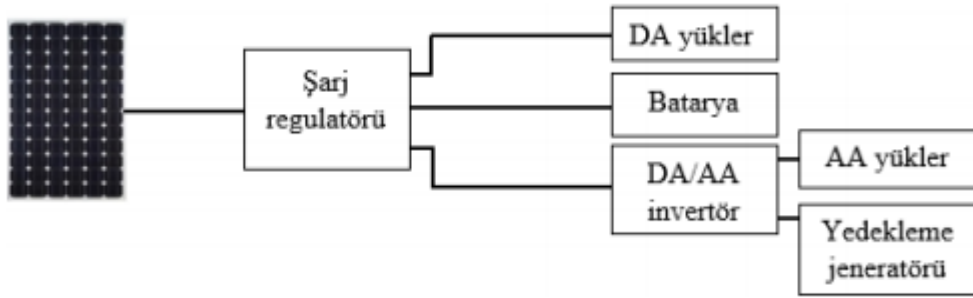 Şarj
regulatörü
DA yükler
Batarya
DA/AA
invertör
AA yükler
Yedekleme
jeneratörü